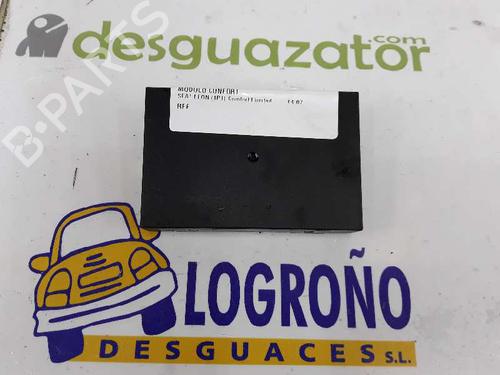 desguazator.com
MODULO CONFORT
SEAT LEON (1P1) Comfort Limited
REF
B-PARTS
LOGROÑO
DESGUACES S.L.